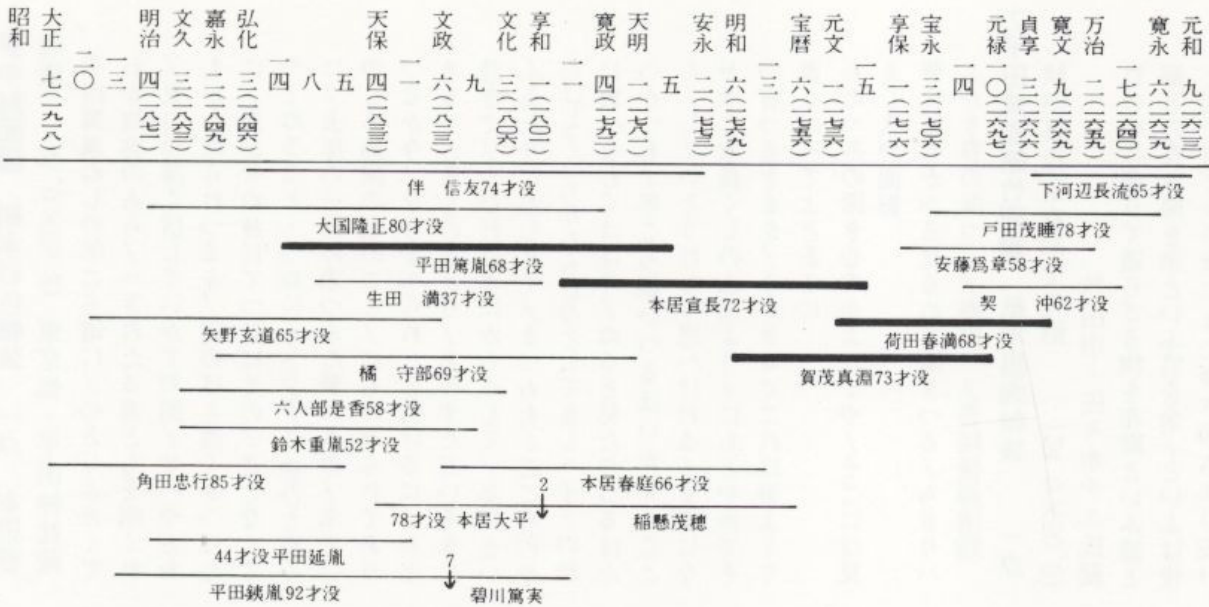 元和 九(一六二三)
寛永 六(一六二九)
一七(一六四〇)
万治 二(一六五九)
寛文 九(一六六九)
貞享 三(一六八六)
元禄 一〇(一六九七)
一四
宝永 三(一七〇六)
享保 一(一七一六)
一五
元文 一(一七三六)
宝暦 六(一七五六)
一三
明和 六(一七六九)
安永 二(一七七三)
五
天明 一(一七八一)
寛政 四(一七九二)
一一
享和 一(一八〇一)
文化 三(一八〇六)
九
文政 六(一八二三)
一一
天保 四(一八三三)
五
八
一四
弘化 三(一八四六)
嘉永 二(一八四九)
文久 三(一八六三)
明治 四(一八七一)
一三
二〇
大正 七(一九一八)
昭和
伴 信友74才没
下河辺長流65才没
大国隆正80才没
戸田茂睡78才没
平田篤胤68才没
安藤爲章58才没
生田 満37才没
本居宣長72才没
契 沖62才没
矢野玄道65才没
荷田春満68才没
橘 守部69才没
賀茂真淵73才没
六人部是香58才没
鈴木重胤52才没
角田忠行85才没
本居春庭66才没
2
78才没 本居大平
稲懸茂穂
44才没平田延胤
7
平田銕胤92才没
碧川篤実